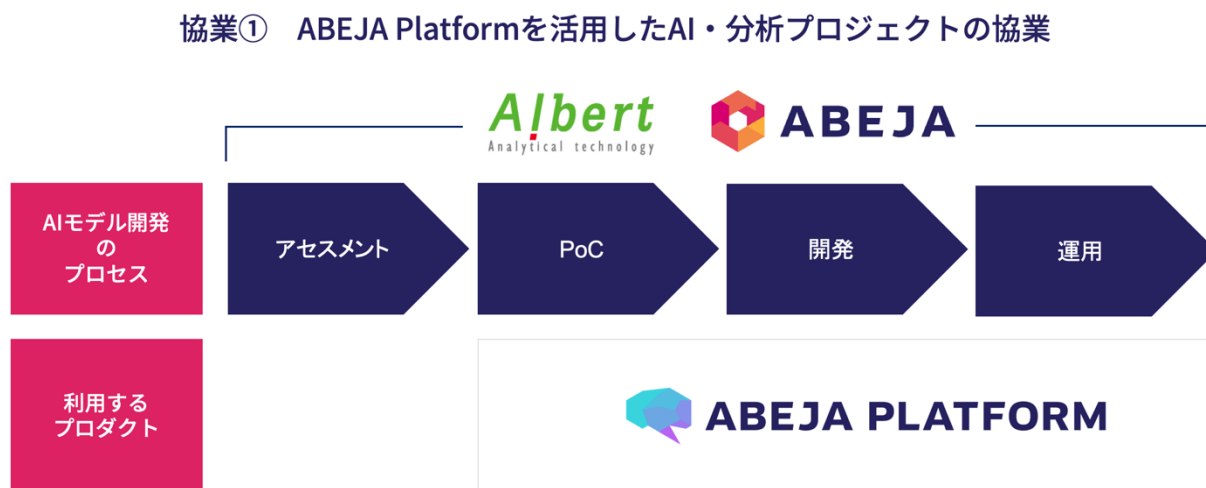 協業①　ABEJA Platformを活用したAI・分析プロジェクトの協業
Albert
Analytical technology
ABEJA
AIモデル開発
の
プロセス
アセスメント
PoC
開発
運用
利用する
プロダクト
ABEJA PLATFORM